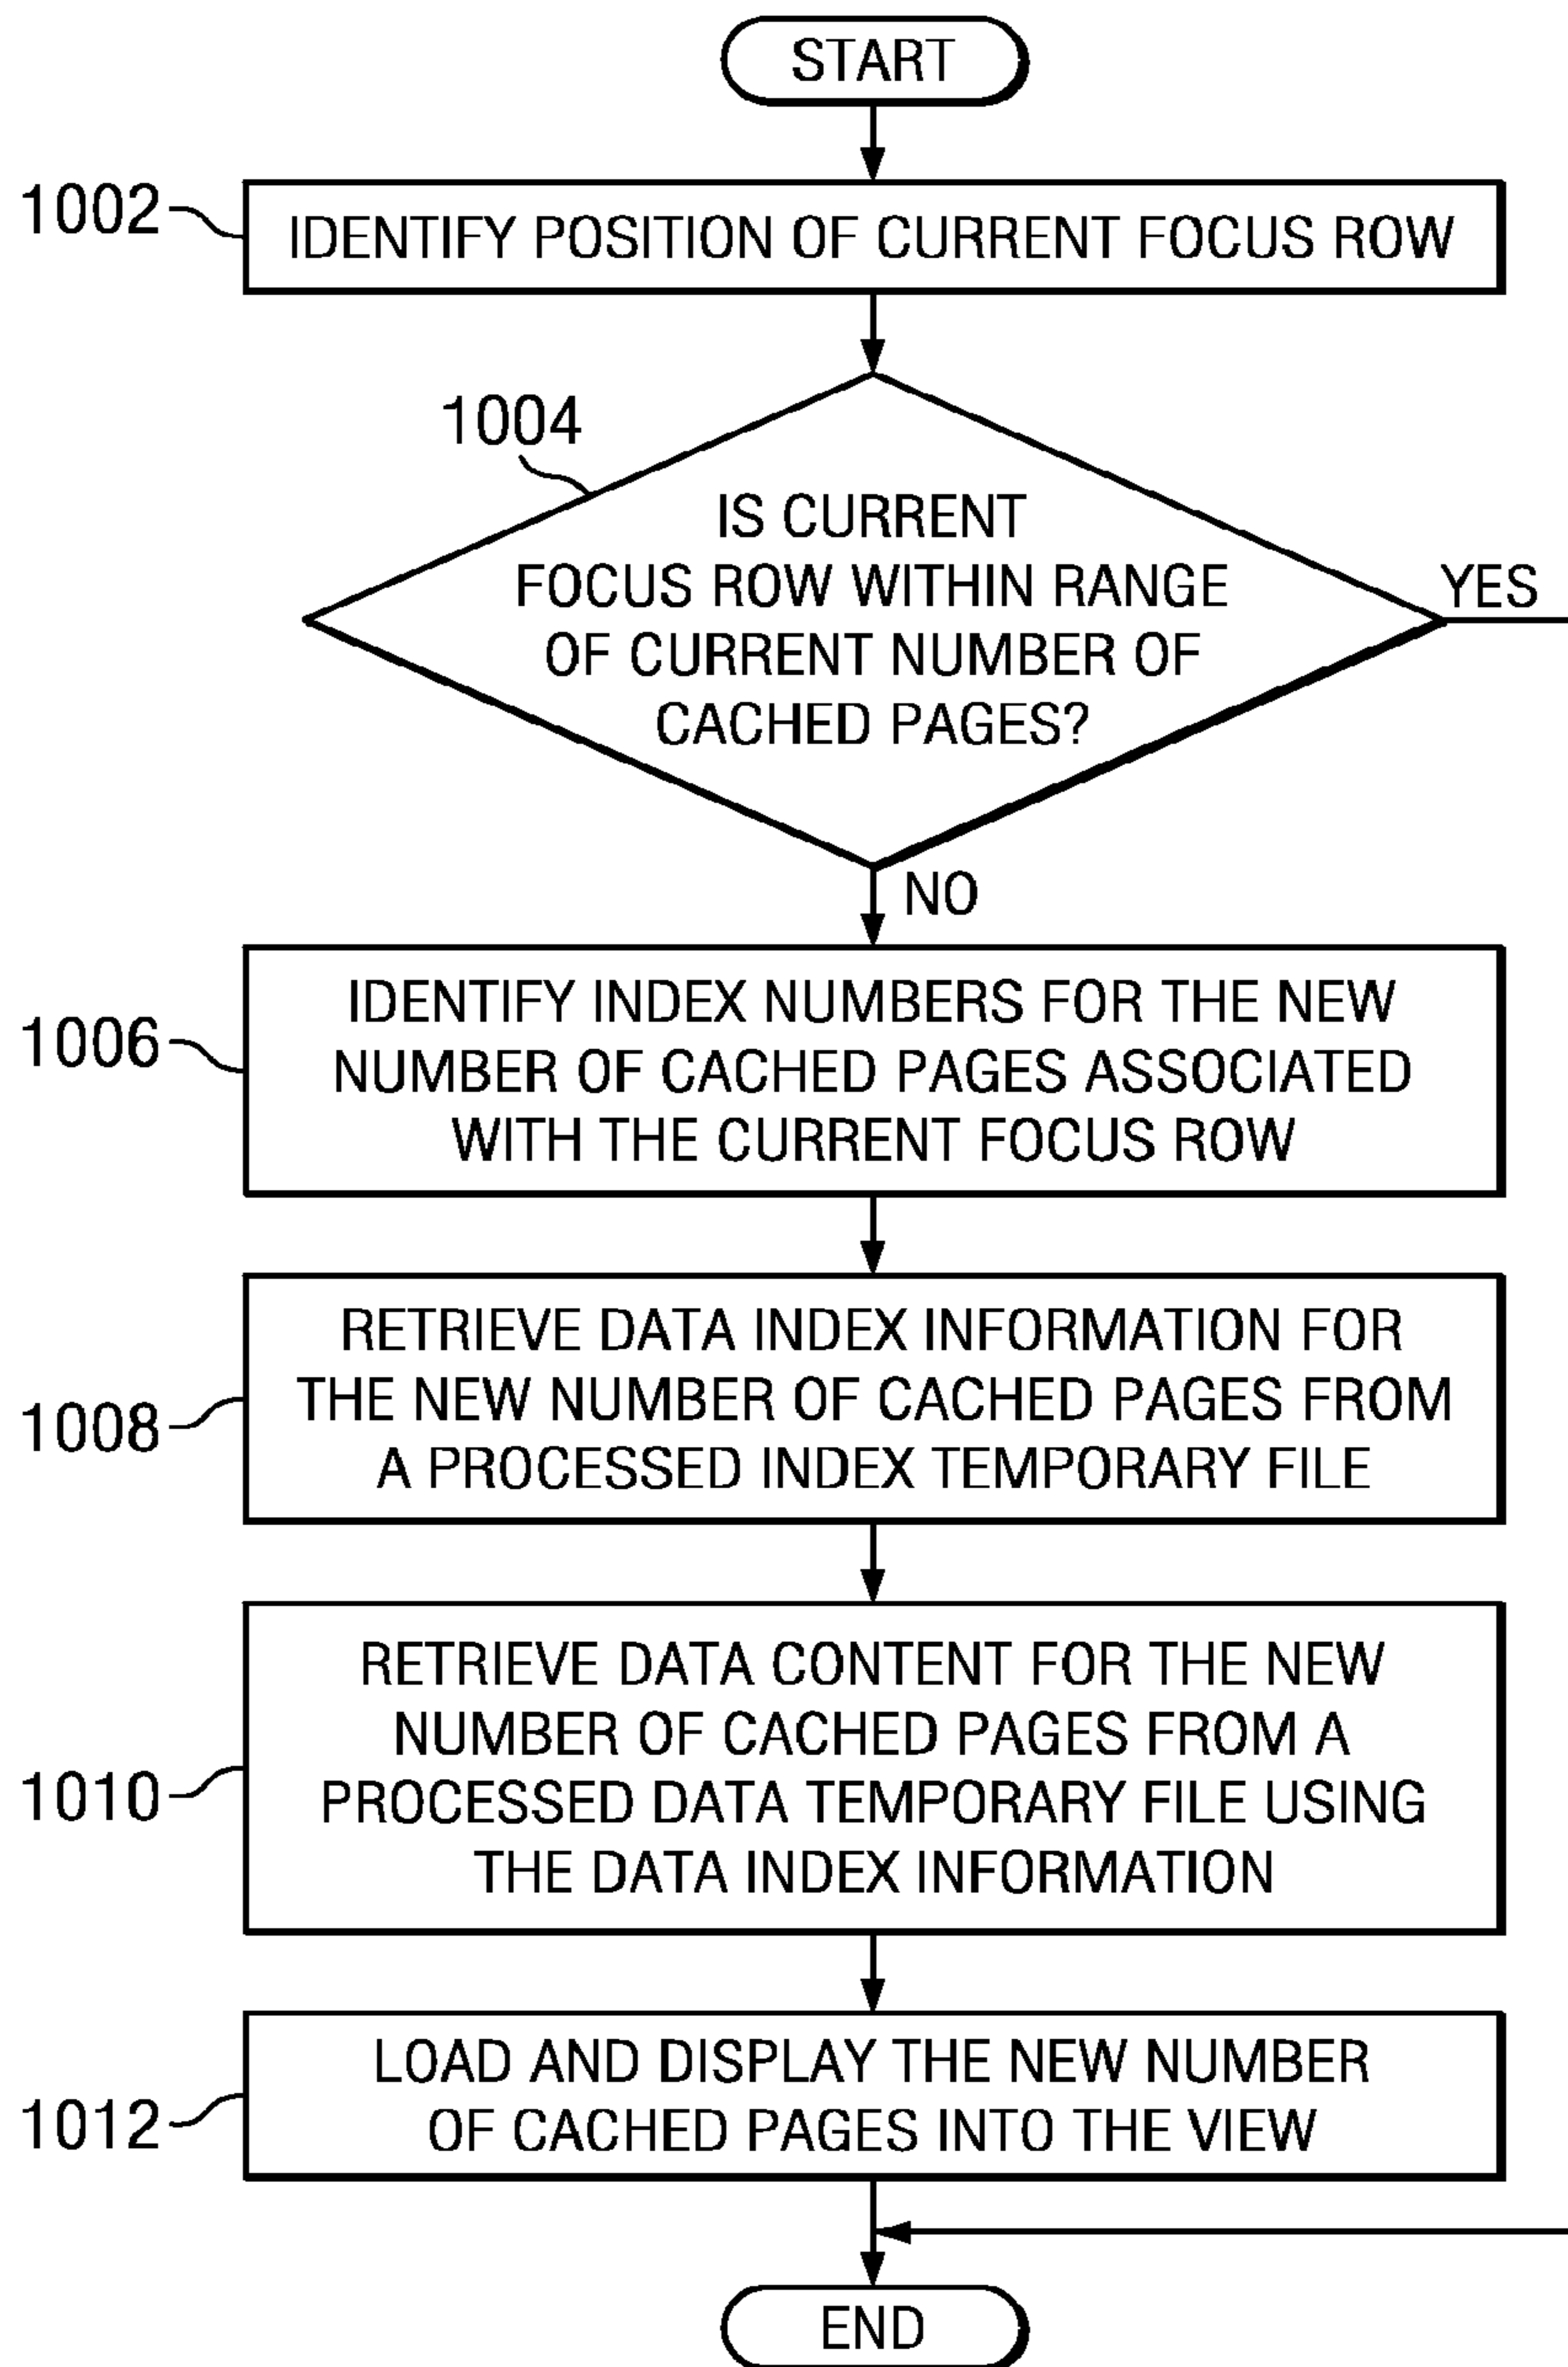 START
1002
IDENTIFY POSITION OF CURRENT FOCUS ROW
1004
IS CURRENT
FOCUS ROW WITHIN RANGE
OF CURRENT NUMBER OF
CACHED PAGES?
YES
NO
1006
IDENTIFY INDEX NUMBERS FOR THE NEW
NUMBER OF CACHED PAGES ASSOCIATED
WITH THE CURRENT FOCUS ROW
1008
RETRIEVE DATA INDEX INFORMATION FOR
THE NEW NUMBER OF CACHED PAGES FROM
A PROCESSED INDEX TEMPORARY FILE
1010
RETRIEVE DATA CONTENT FOR THE NEW
NUMBER OF CACHED PAGES FROM A
PROCESSED DATA TEMPORARY FILE USING
THE DATA INDEX INFORMATION
1012
LOAD AND DISPLAY THE NEW NUMBER
OF CACHED PAGES INTO THE VIEW
END